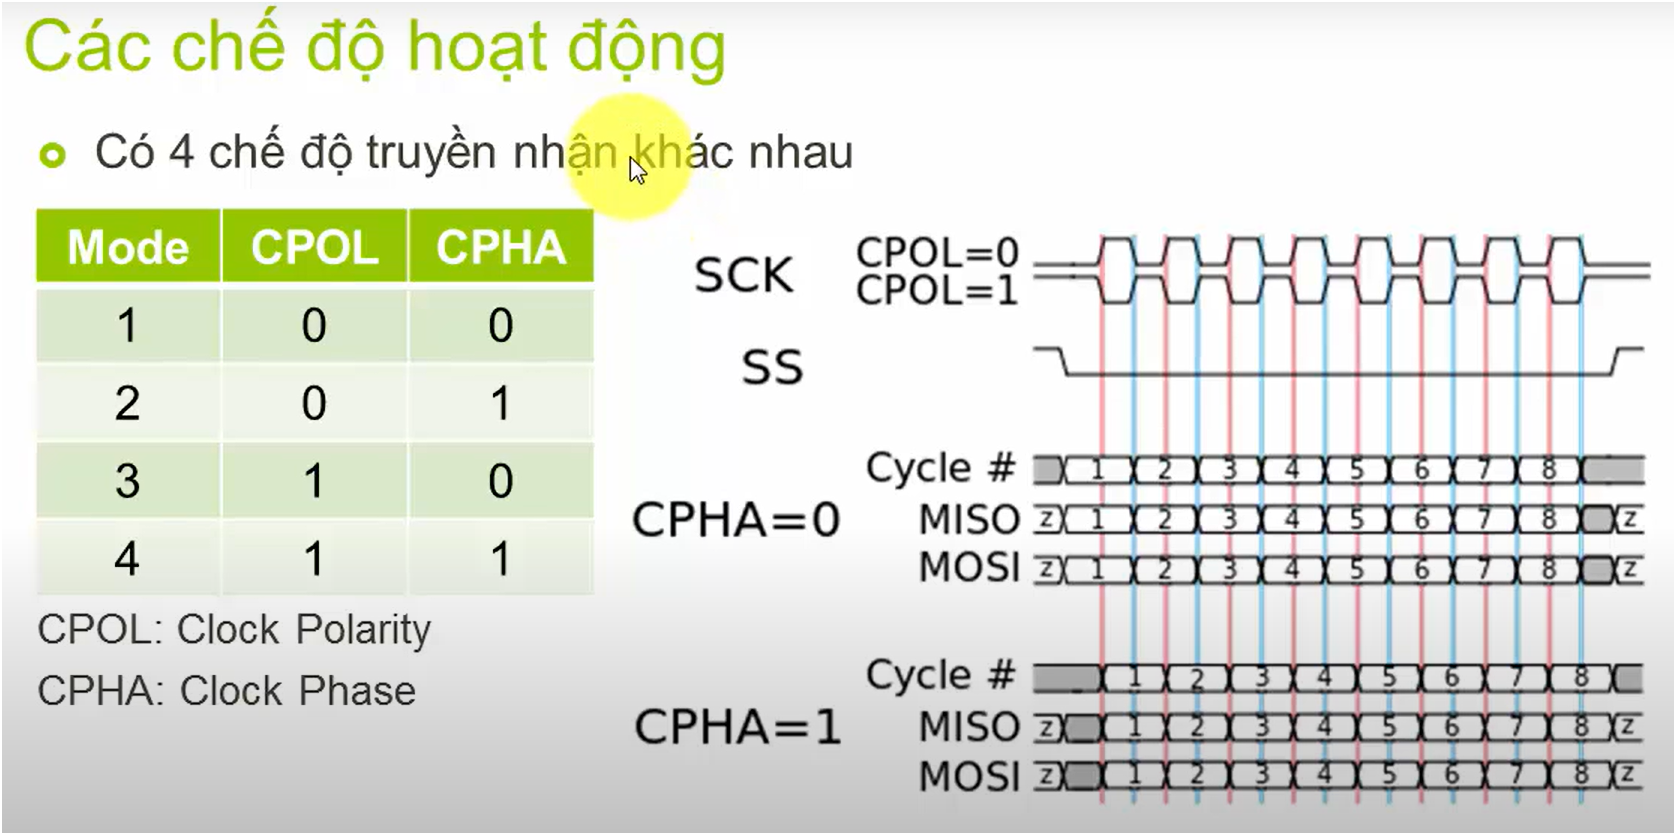 Các chế độ hoạt động
Có 4 chế độ truyền nhận khác nhau
Mode CPOL CPHA
1 0 0
2 0 1
3 1 0
4 1 1
CPOL: Clock Polarity
CPHA: Clock Phase
SCK
CPOL=0
CPOL=1
SS
CPHA=0
Cycle # 1 2 3 4 5 6 7 8
MISO z 1 2 3 4 5 6 7 8 z
MOSI z 1 2 3 4 5 6 7 8 z
CPHA=1
Cycle # 1 2 3 4 5 6 7 8
MISO z 1 2 3 4 5 6 7 8 z
MOSI z 1 2 3 4 5 6 7 8 z